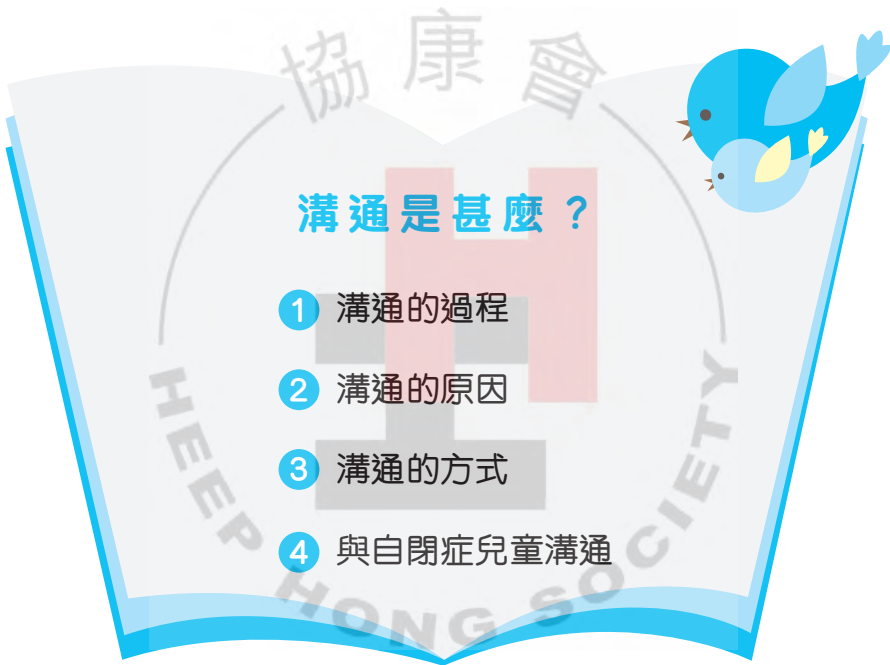 協康會
溝通是甚麼？
1 溝通的過程
2 溝通的原因
3 溝通的方式
4 與自閉症兒童溝通
HEEP HONG SOCIETY